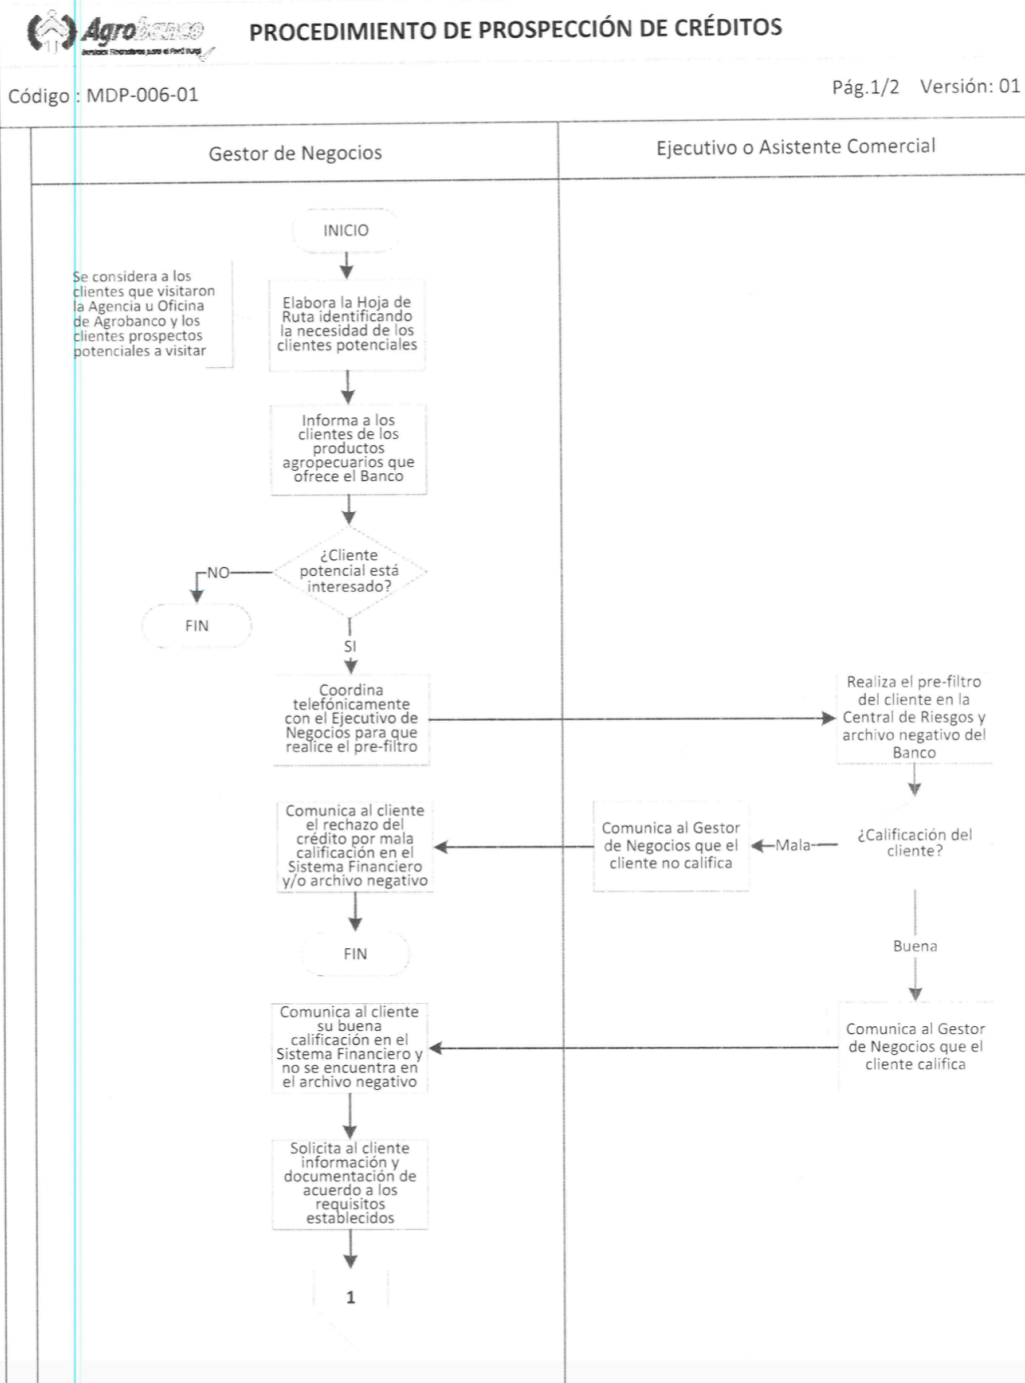 Agrobanco
Servicios Financieros para el Perú Rural
PROCEDIMIENTO DE PROSPECCIÓN DE CRÉDITOS
Código : MDP-006-01
Pág.1/2 Versión: 01
Gestor de Negocios
Ejecutivo o Asistente Comercial
INICIO
Se considera a los
clientes que visitaron
la Agencia u Oficina
de Agrobanco y los
clientes prospectos
potenciales a visitar
Elabora la Hoja de
Ruta identificando
la necesidad de los
clientes potenciales
Informa a los
clientes de los
productos
agropecuarios que
ofrece el Banco
¿Cliente
potencial está
interesado?
NO
FIN
SI
Coordina
telefónicamente
con el Ejecutivo de
Negocios para que
realice el pre-filtro
Realiza el pre-filtro
del cliente en la
Central de Riesgos y
archivo negativo del
Banco
¿Calificación del
cliente?
Mala
Comunica al Gestor
de Negocios que el
cliente no califica
Comunica al cliente
el rechazo del
crédito por mala
calificación en el
Sistema Financiero
y/o archivo negativo
FIN
Buena
Comunica al Gestor
de Negocios que el
cliente califica
Comunica al cliente
su buena
calificación en el
Sistema Financiero y
no se encuentra en
el archivo negativo
Solicita al cliente
información y
documentación de
acuerdo a los
requisitos
establecidos
1